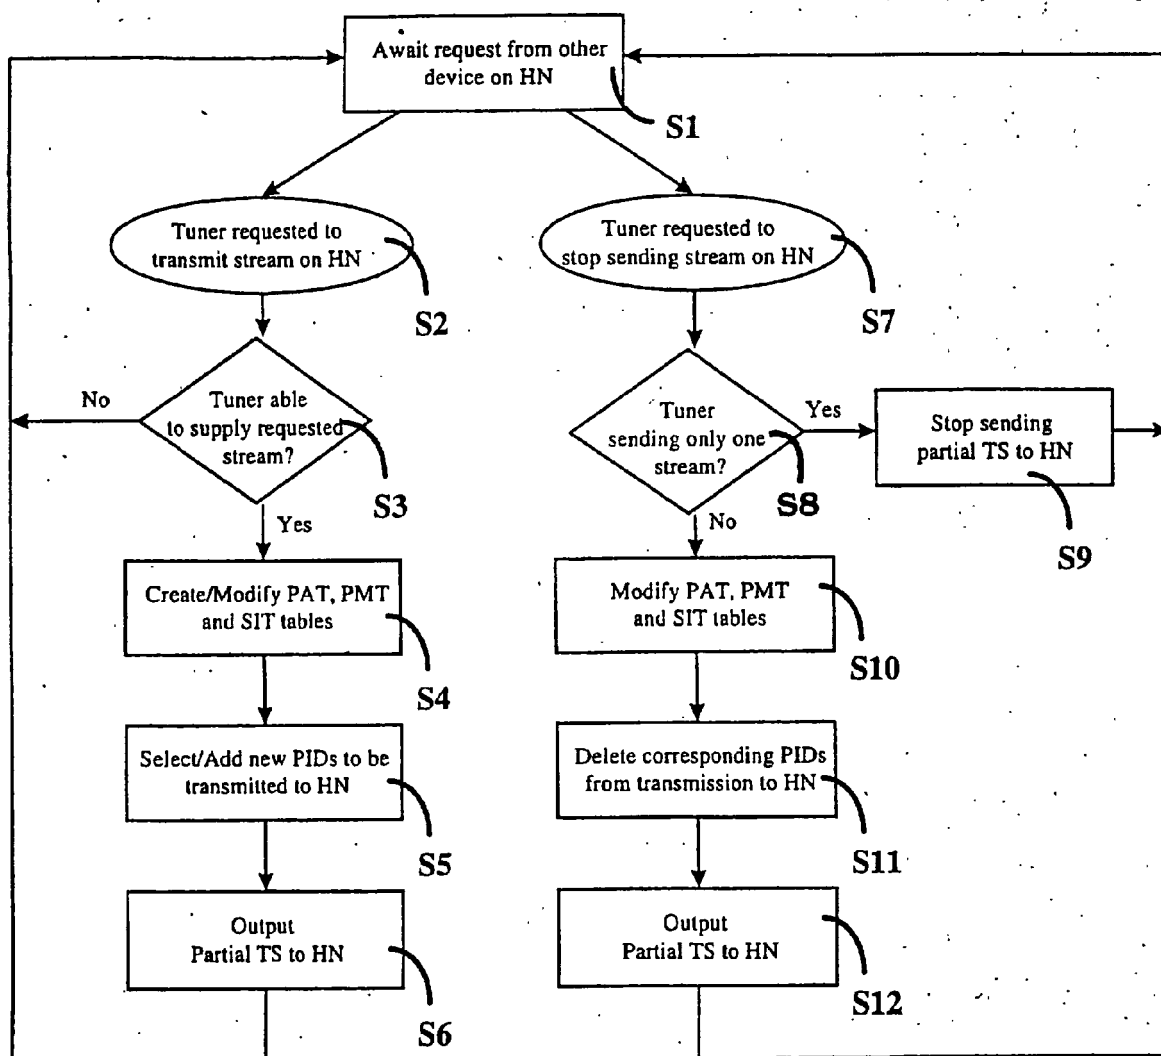 Await request from other
device on HN
S1
Tuner requested to
transmit stream on HN
S2
Tuner requested to
stop sending stream on HN
S7
No
Tuner able
to supply requested
stream?
S3
Yes
Tuner
sending only one
stream?
S8
Yes
No
Stop sending
partial TS to HN
S9
Create/Modify PAT, PMT
and SIT tables
S4
Modify PAT, PMT
and SIT tables
S10
Select/Add new PIDs to be
transmitted to HN
S5
Delete corresponding PIDs
from transmission to HN
S11
Output
Partial TS to HN
S6
Output
Partial TS to HN
S12